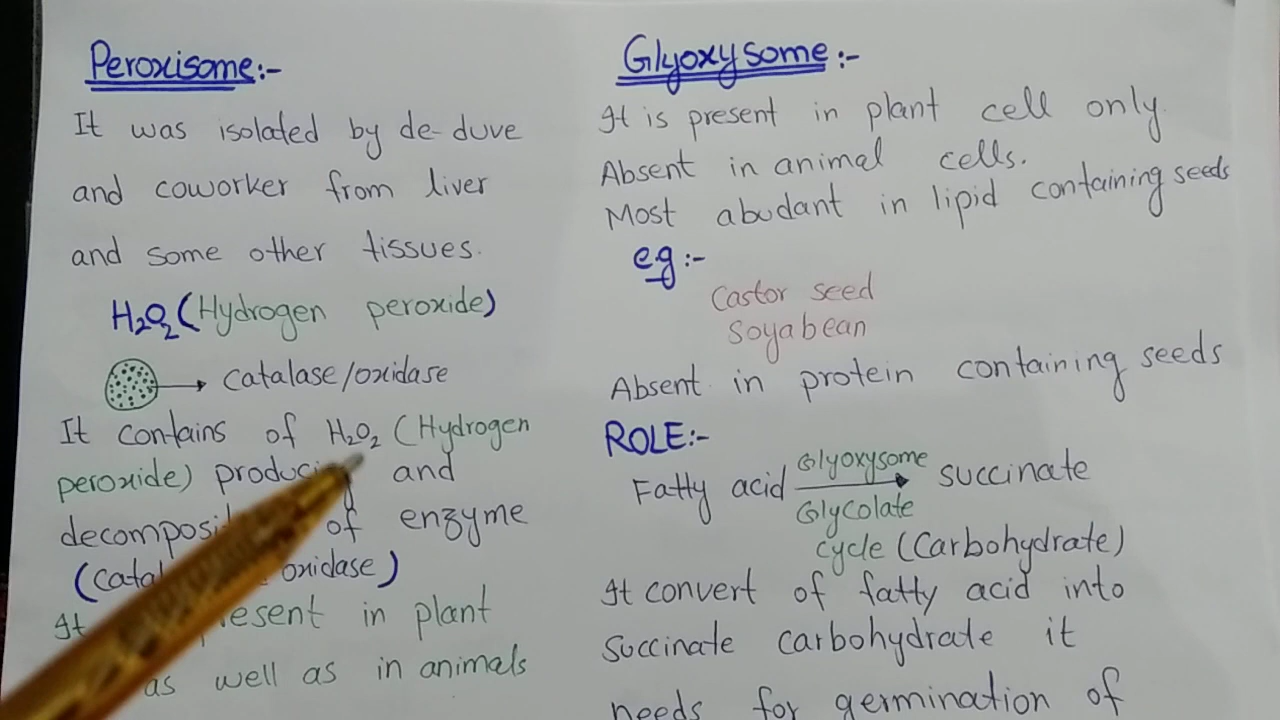 Peroxisome:-
It was isolated by de-duve
and coworker from liver
and some other tissues.
H2O2 (Hydrogen peroxide)
catalase/oxidase
It contains of H2O2 (Hydrogen
peroxide) and
of enzyme
oxidase)
It in plant
as well as in animals
Glyoxysome:-
It is present in plant cell only.
Absent in animal cells.
Most abudant in lipid containing seeds
eg:-
Castor seed
Soyabean
Absent in protein containing seeds
ROLE:-
Fatty acid Glyoxysome succinate
Glycolate
cycle (Carbohydrate)
It convert of fatty acid into
succinate carbohydrate it
needs for germination of